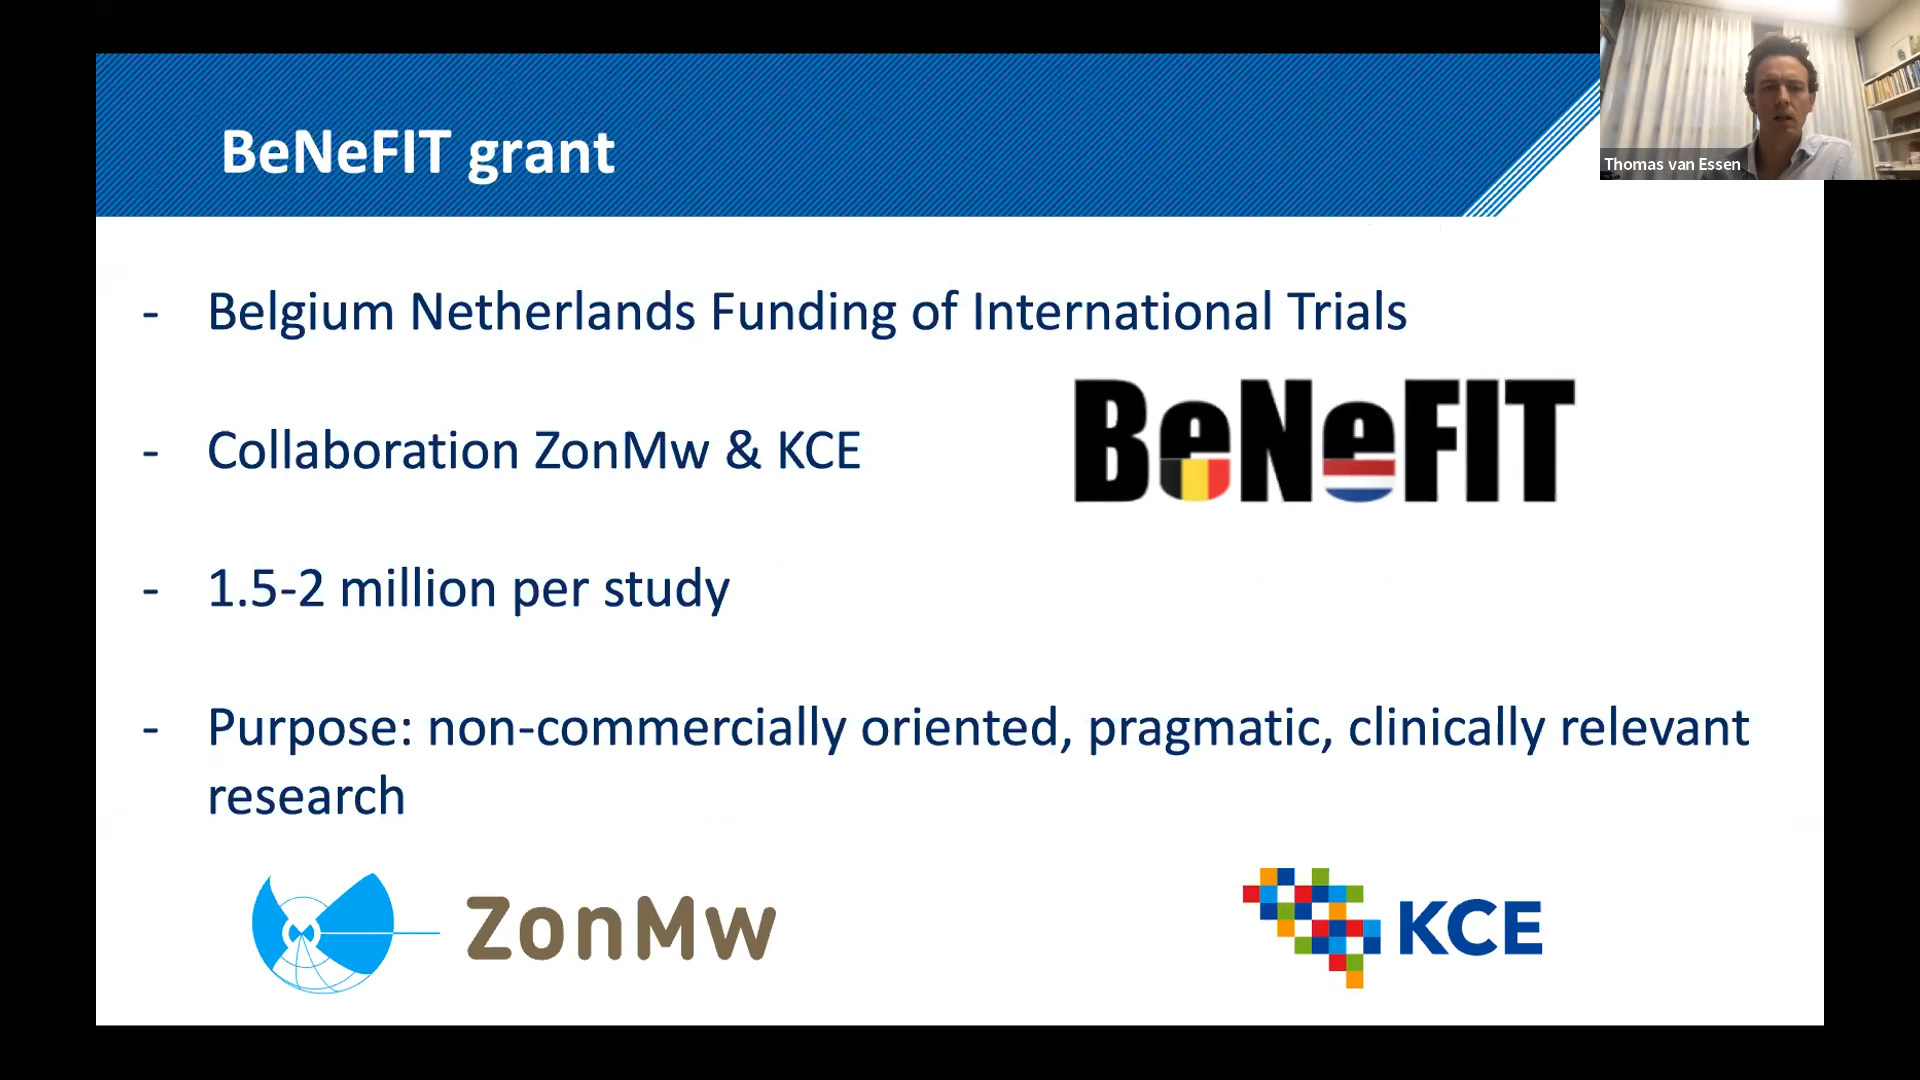 BeNeFIT grant
Thomas van Essen
- Belgium Netherlands Funding of International Trials
BeNeFIT
- Collaboration ZonMw & KCE
- 1.5-2 million per study
- Purpose: non-commercially oriented, pragmatic, clinically relevant
research
ZonMw
KCE